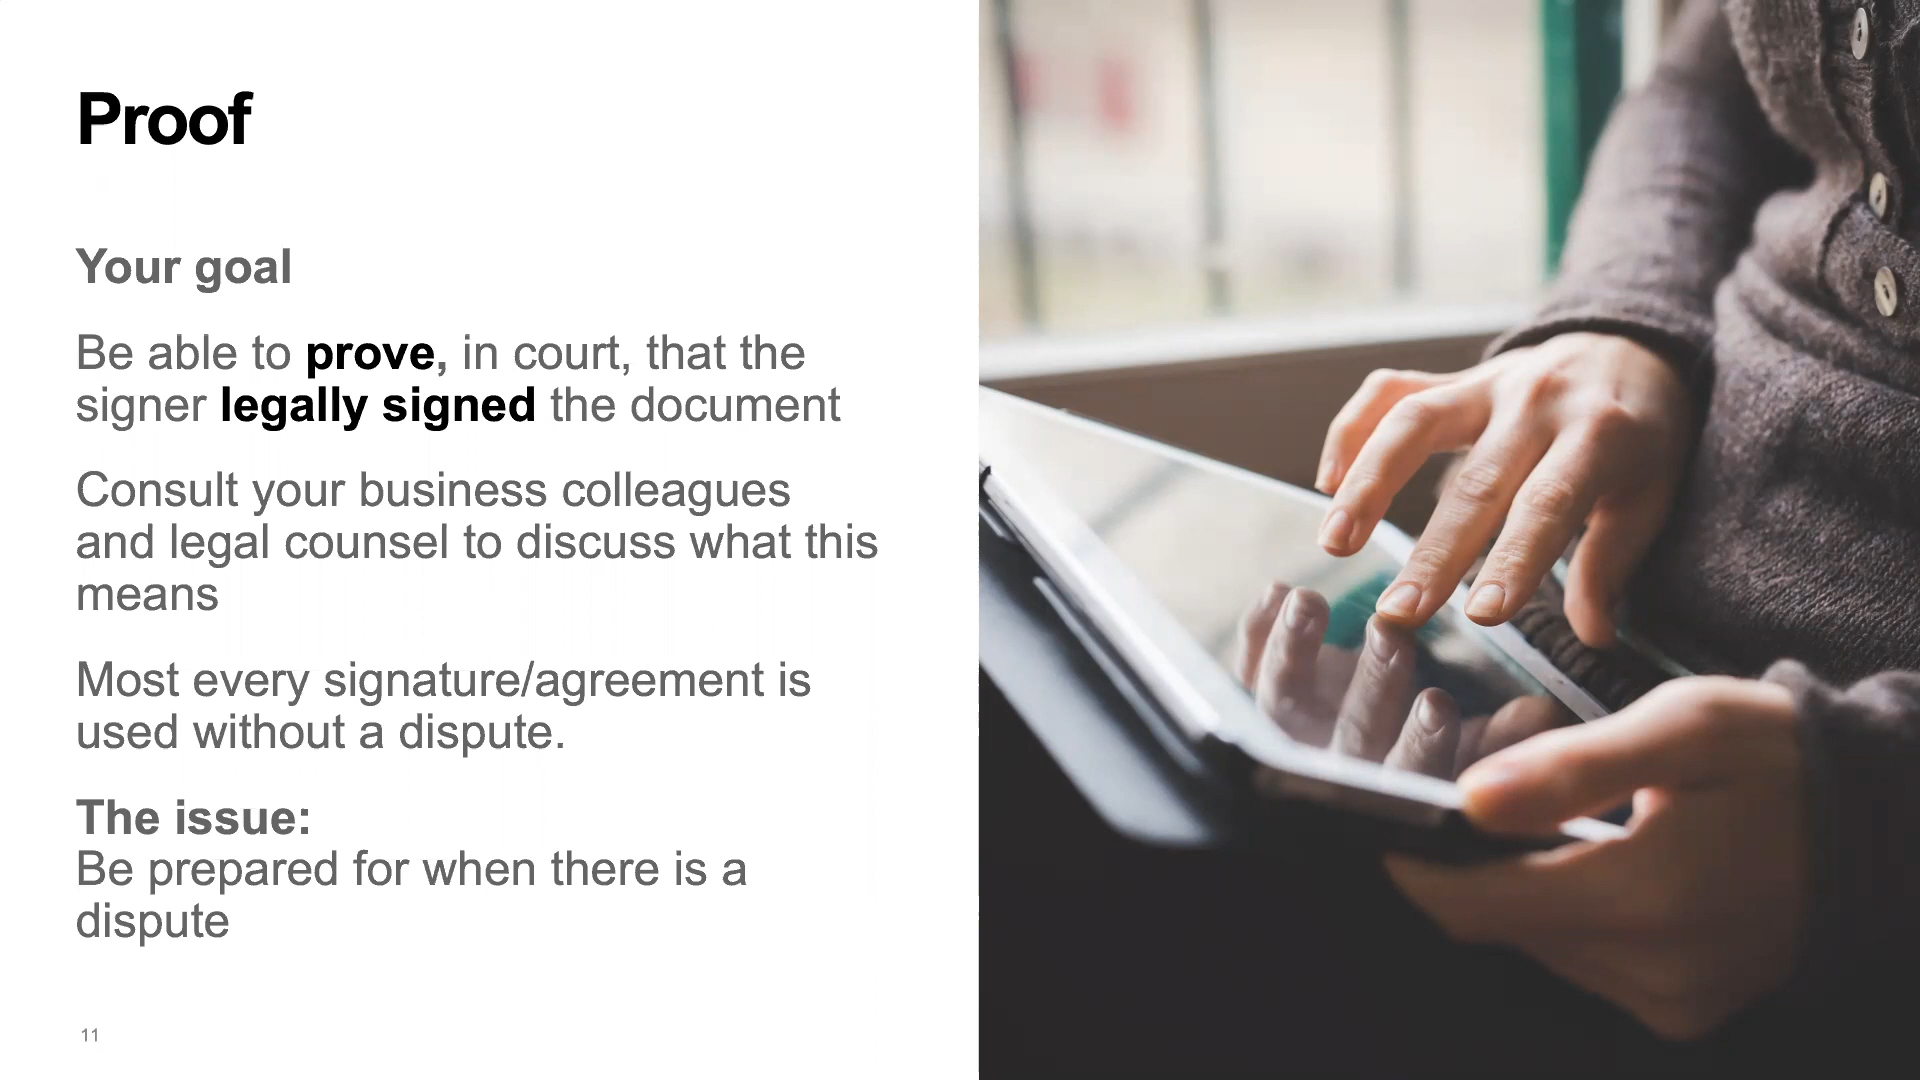 Proof
Your goal
Be able to prove, in court, that the
signer legally signed the document
Consult your business colleagues
and legal counsel to discuss what this
means
Most every signature/agreement is
used without a dispute.
The issue:
Be prepared for when there is a
dispute
11